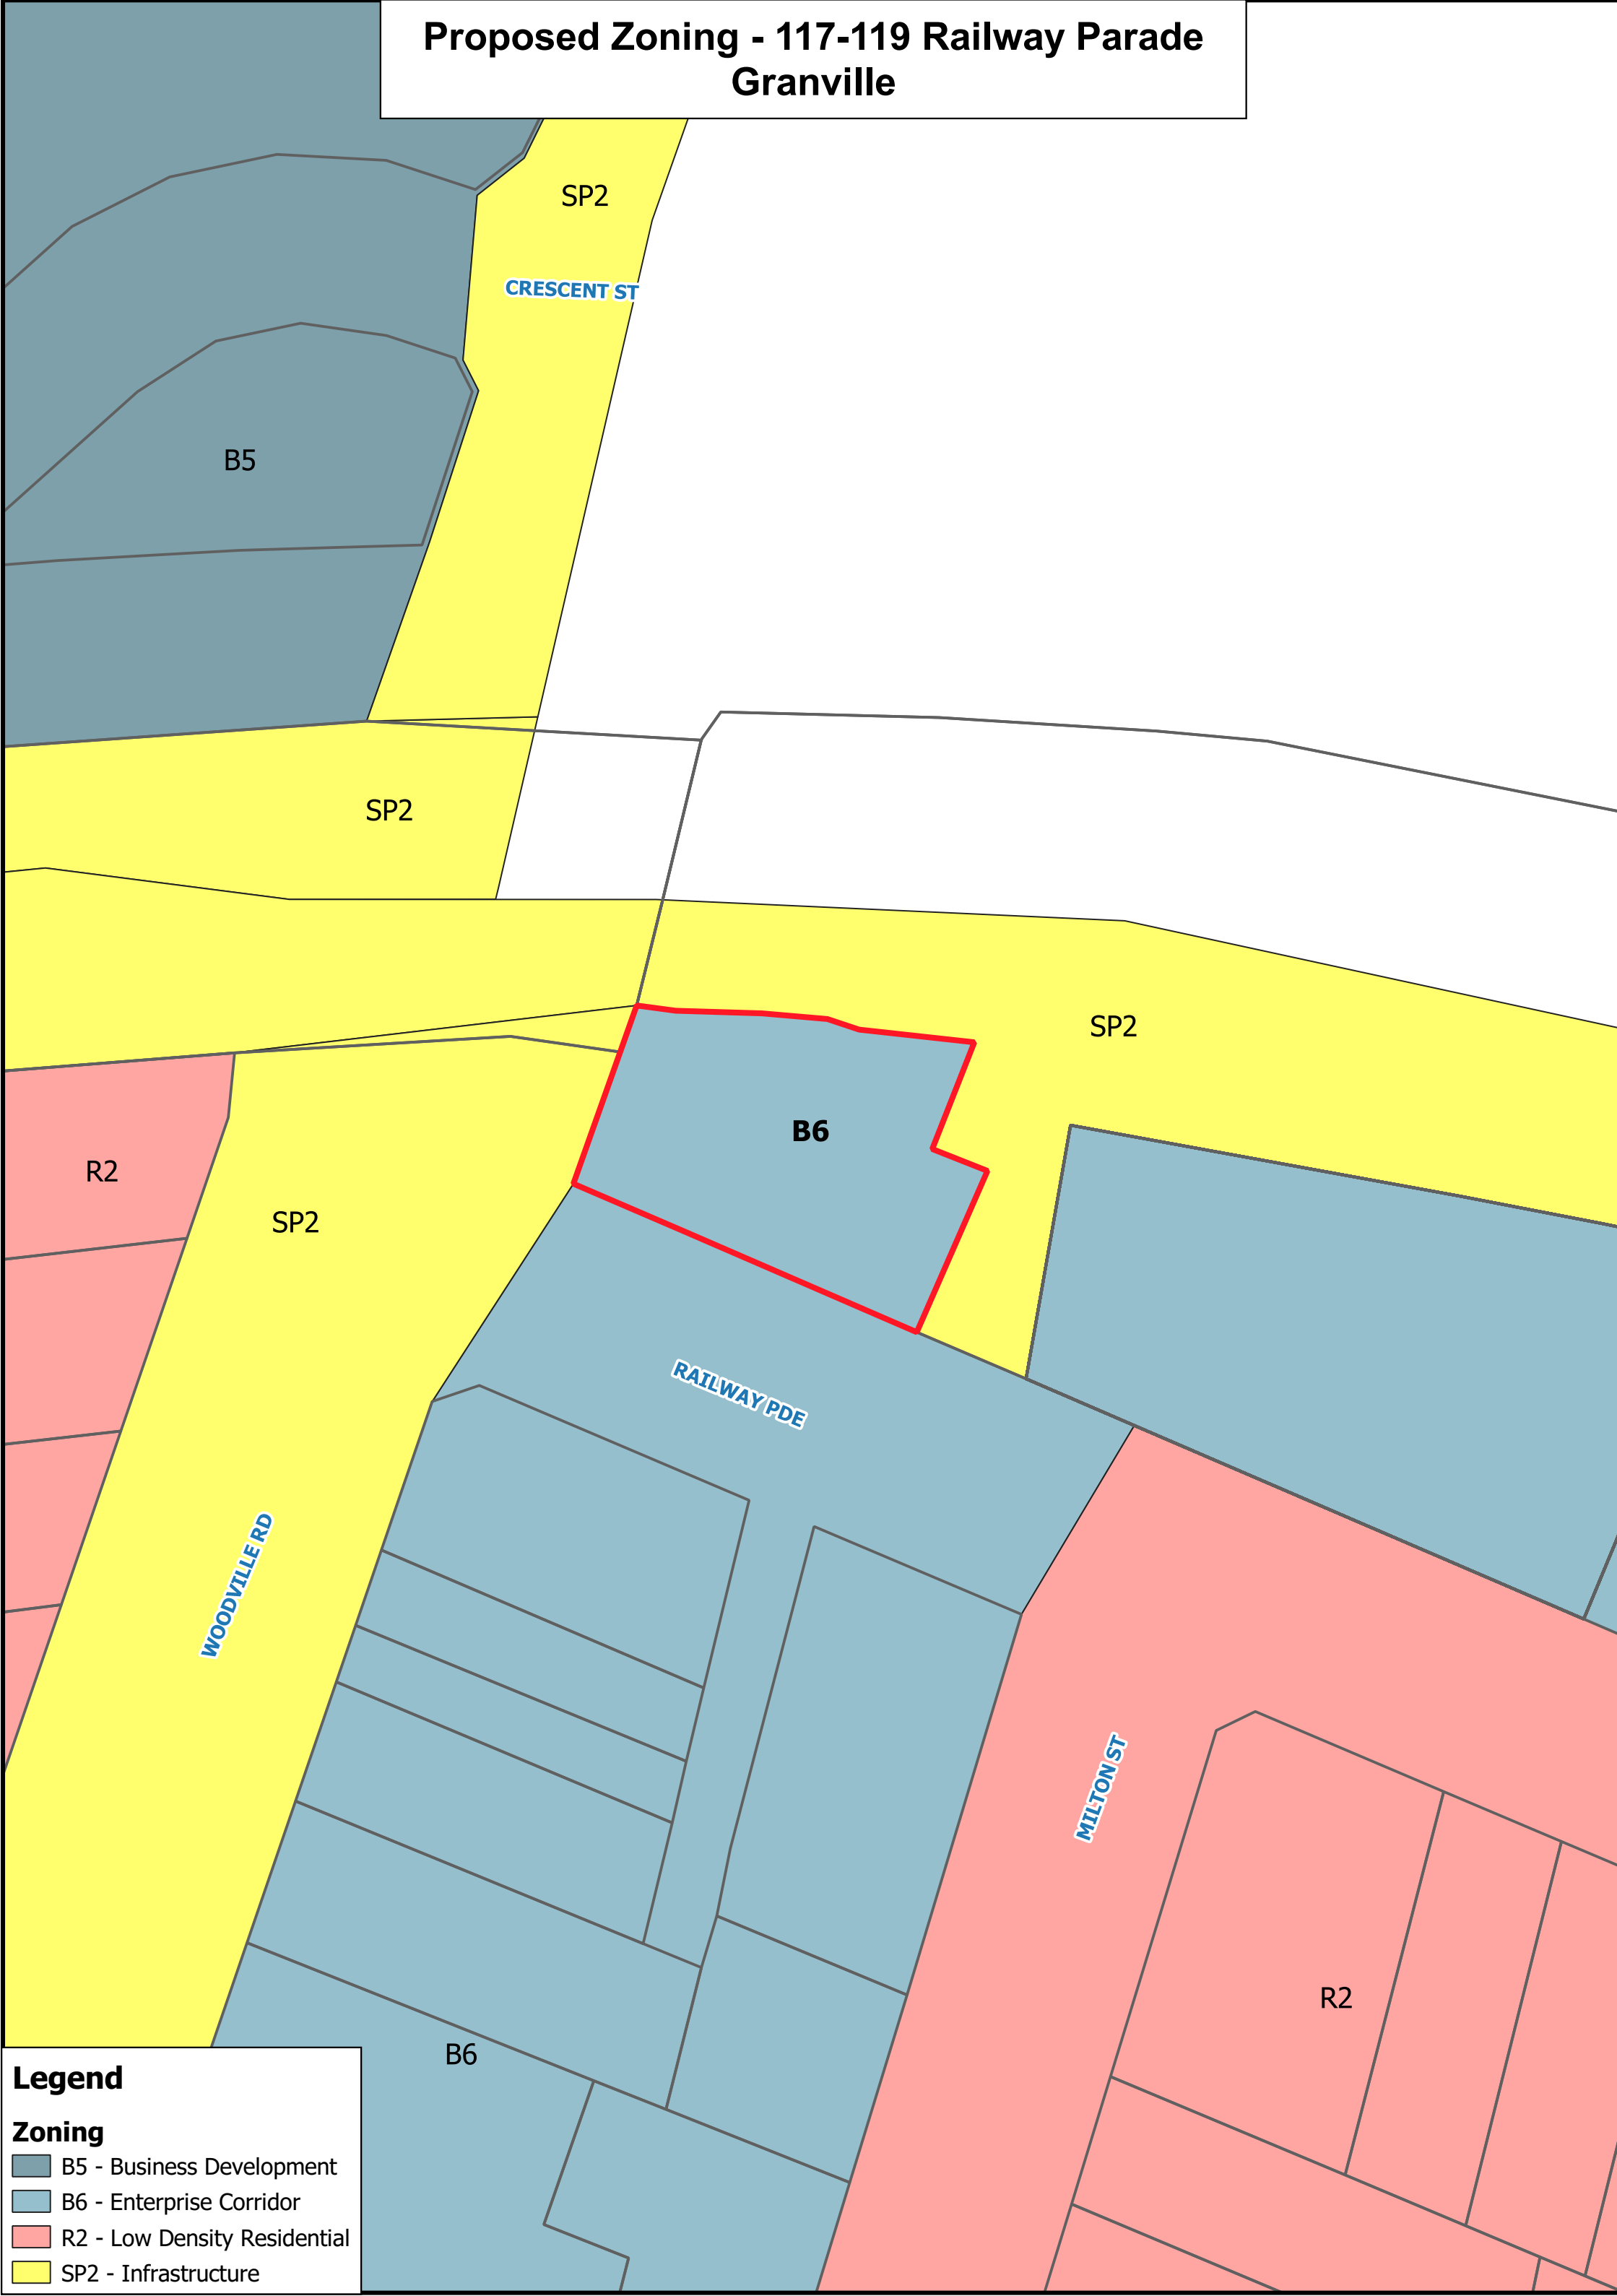 Proposed Zoning - 117-119 Railway Parade
Granville
SP2
CRESCENT ST
B5
SP2
SP2
B6
R2
SP2
RAILWAY PDE
WOODVILLE RD
MILTON ST
R2
B6
Legend
Zoning
B5 - Business Development
B6 - Enterprise Corridor
R2 - Low Density Residential
SP2 - Infrastructure